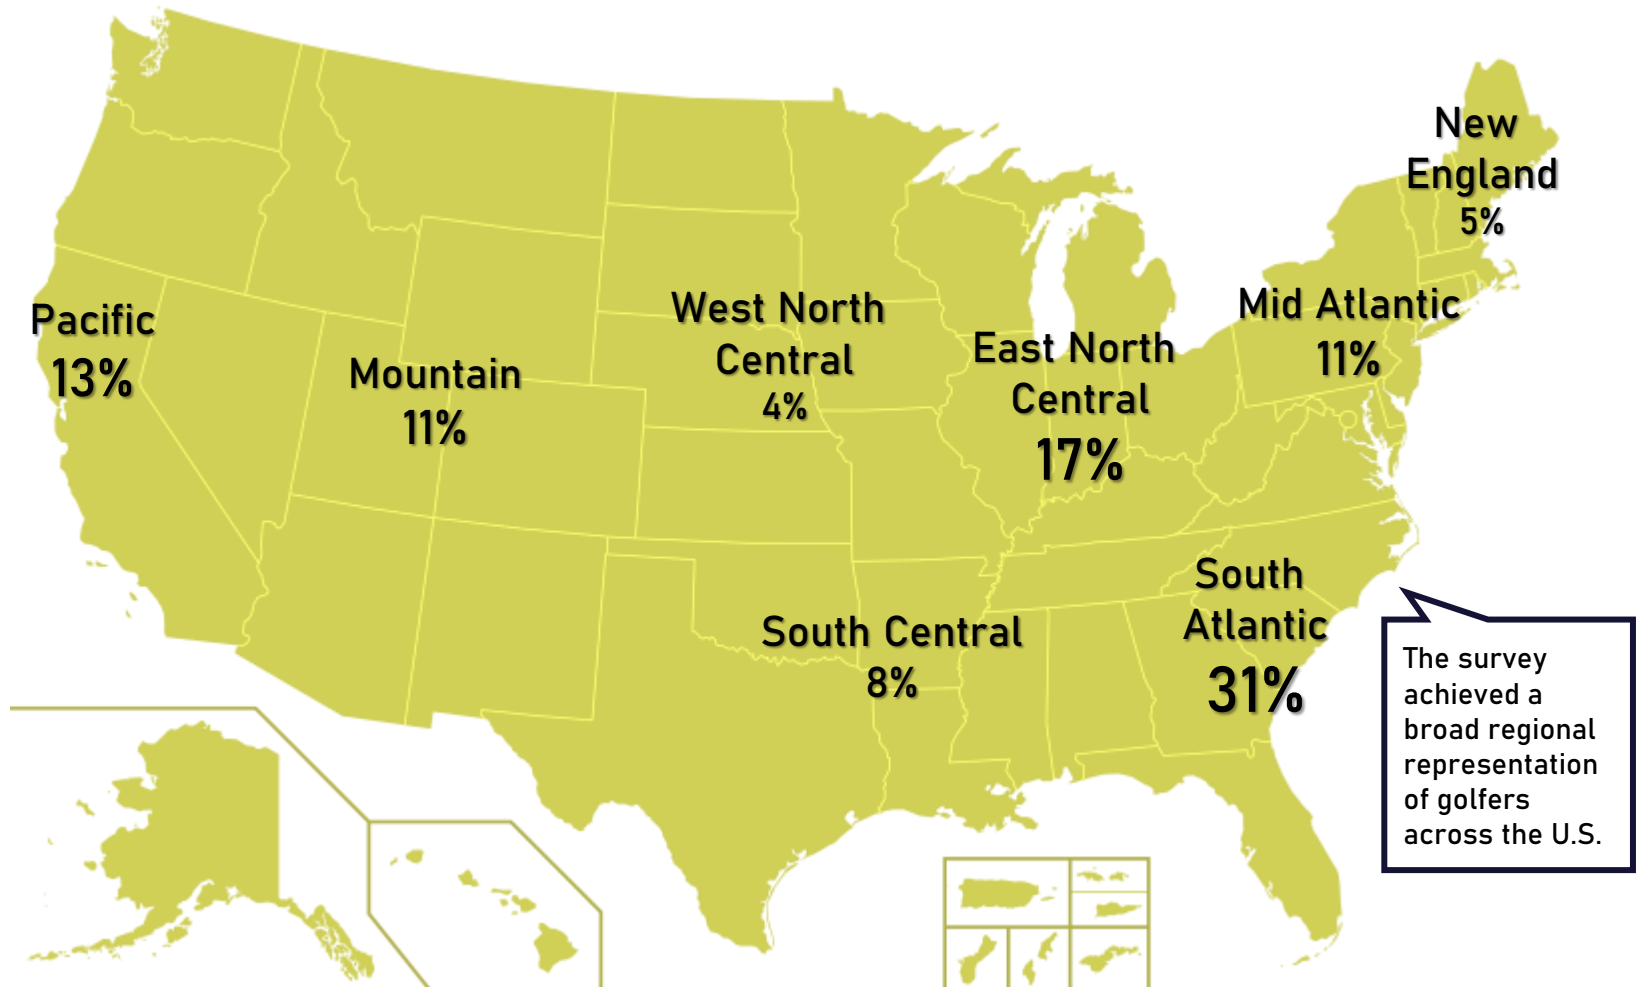 New
England
5%
Pacific
13%
Mountain
11%
West North
Central
4%
East North
Central
17%
Mid Atlantic
11%
South Central
8%
South
Atlantic
31%
The survey
achieved a
broad regional
representation
of golfers
across the U.S.